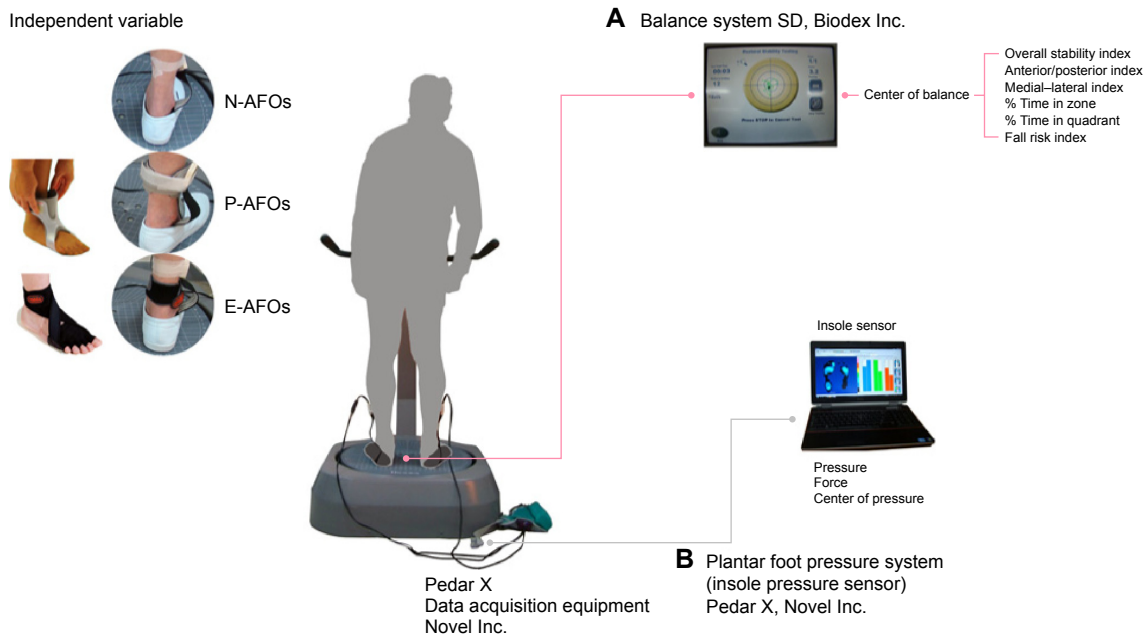 Independent variable
N-AFOs
P-AFOs
E-AFOs
A Balance system SD, Biodex Inc.
Center of balance
Overall stability index
Anterior/posterior index
Medial–lateral index
% Time in zone
% Time in quadrant
Fall risk index
Insole sensor
Pressure
Force
Center of pressure
B Plantar foot pressure system
(insole pressure sensor)
Pedar X, Novel Inc.
Pedar X
Data acquisition equipment
Novel Inc.